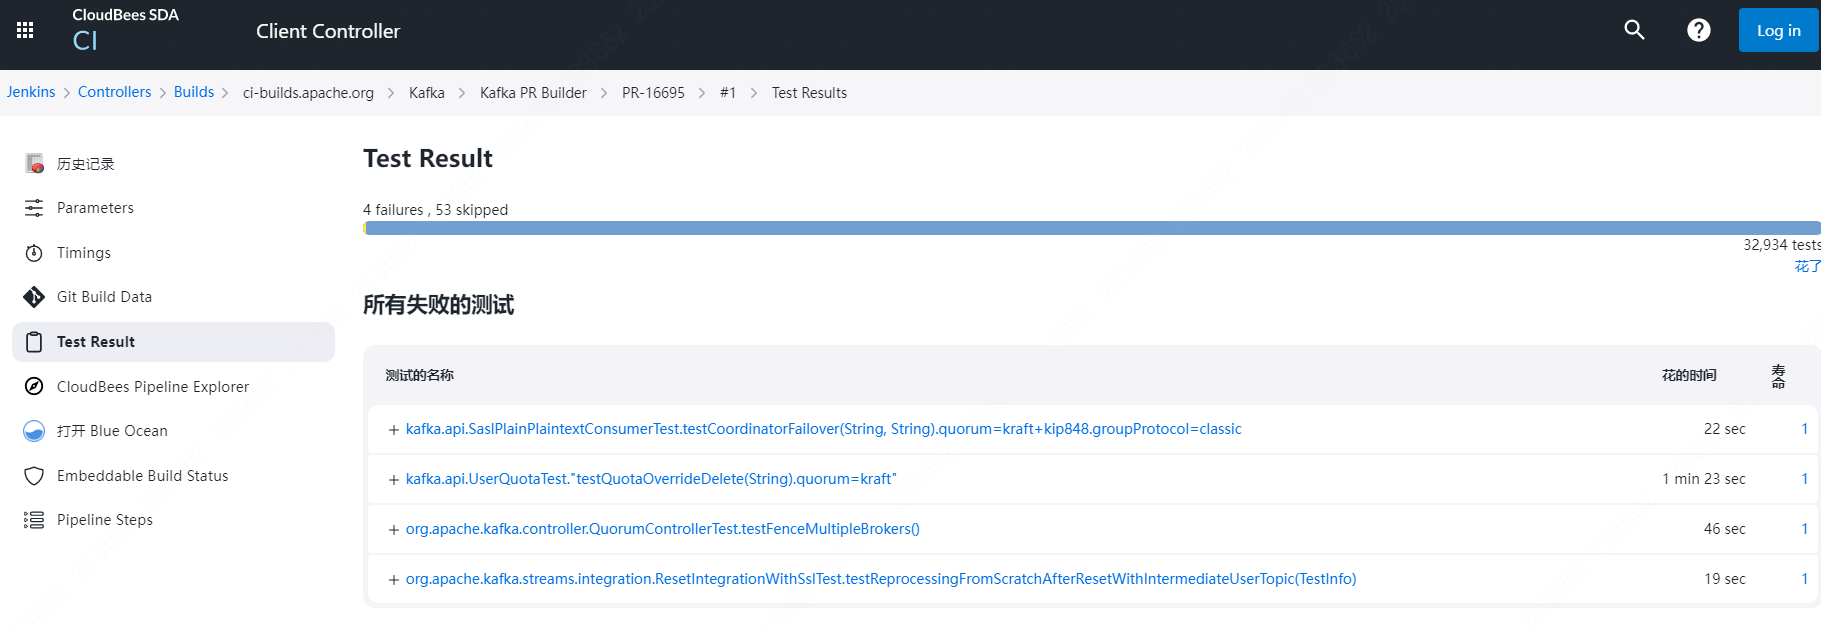 CloudBees SDA
CI
Client Controller
?
Log in
Jenkins > Controllers > Builds > ci-builds.apache.org > Kafka > Kafka PR Builder > PR-16695 > #1 > Test Results
历史记录
Parameters
Timings
Git Build Data
Test Result
CloudBees Pipeline Explorer
打开 Blue Ocean
Embeddable Build Status
Pipeline Steps
Test Result
4 failures , 53 skipped
32,934 tests
花了
所有失败的测试
测试的名称 花的时间 寿命
+ kafka.api.SaslPlainPlaintextConsumerTest.testCoordinatorFailover(String, String).quorum=kraft+kip848.groupProtocol=classic 22 sec 1
+ kafka.api.UserQuotaTest."testQuotaOverrideDelete(String).quorum=kraft" 1 min 23 sec 1
+ org.apache.kafka.controller.QuorumControllerTest.testFenceMultipleBrokers() 46 sec 1
+ org.apache.kafka.streams.integration.ResetIntegrationWithSslTest.testReprocessingFromScratchAfterResetWithIntermediateUserTopic(TestInfo) 19 sec 1